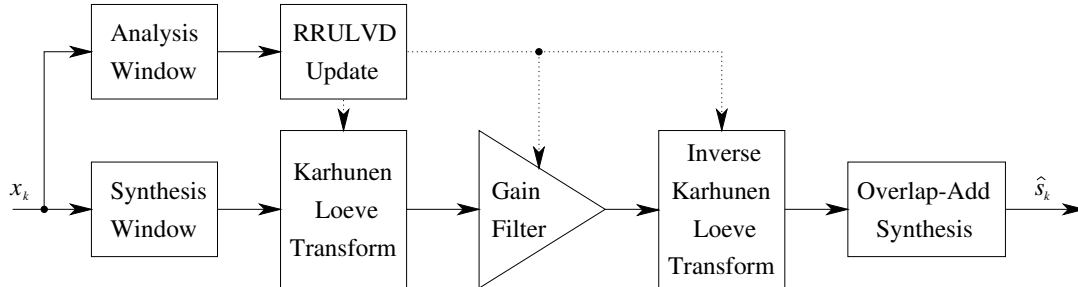 Analysis
Window
RRULVD
Update
x_k
Synthesis
Window
Karhunen
Loeve
Transform
Gain
Filter
Inverse
Karhunen
Loeve
Transform
Overlap-Add
Synthesis
ŝ_k